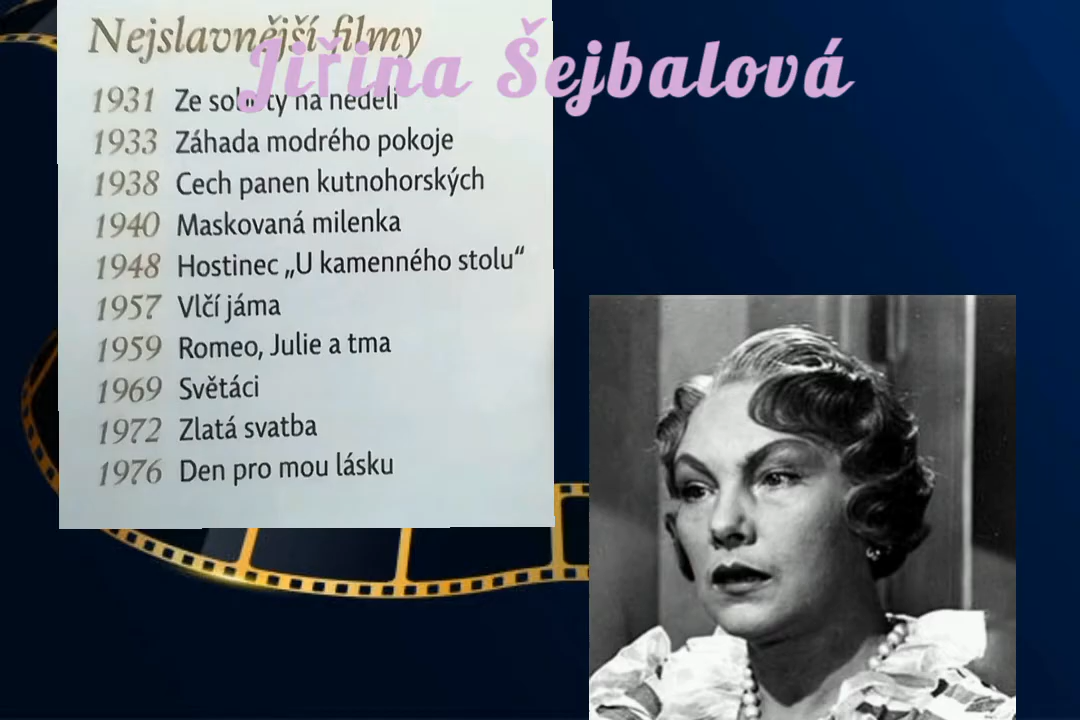 Nejslavnější filmy
Jiřina Šejbalová
1931 Ze soboty na neděli
1933 Záhada modrého pokoje
1938 Cech panen kutnohorských
1940 Maskovaná milenka
1948 Hostinec „U kamenného stolu“
1957 Vlčí jáma
1959 Romeo, Julie a tma
1969 Světáci
1972 Zlatá svatba
1976 Den pro mou lásku